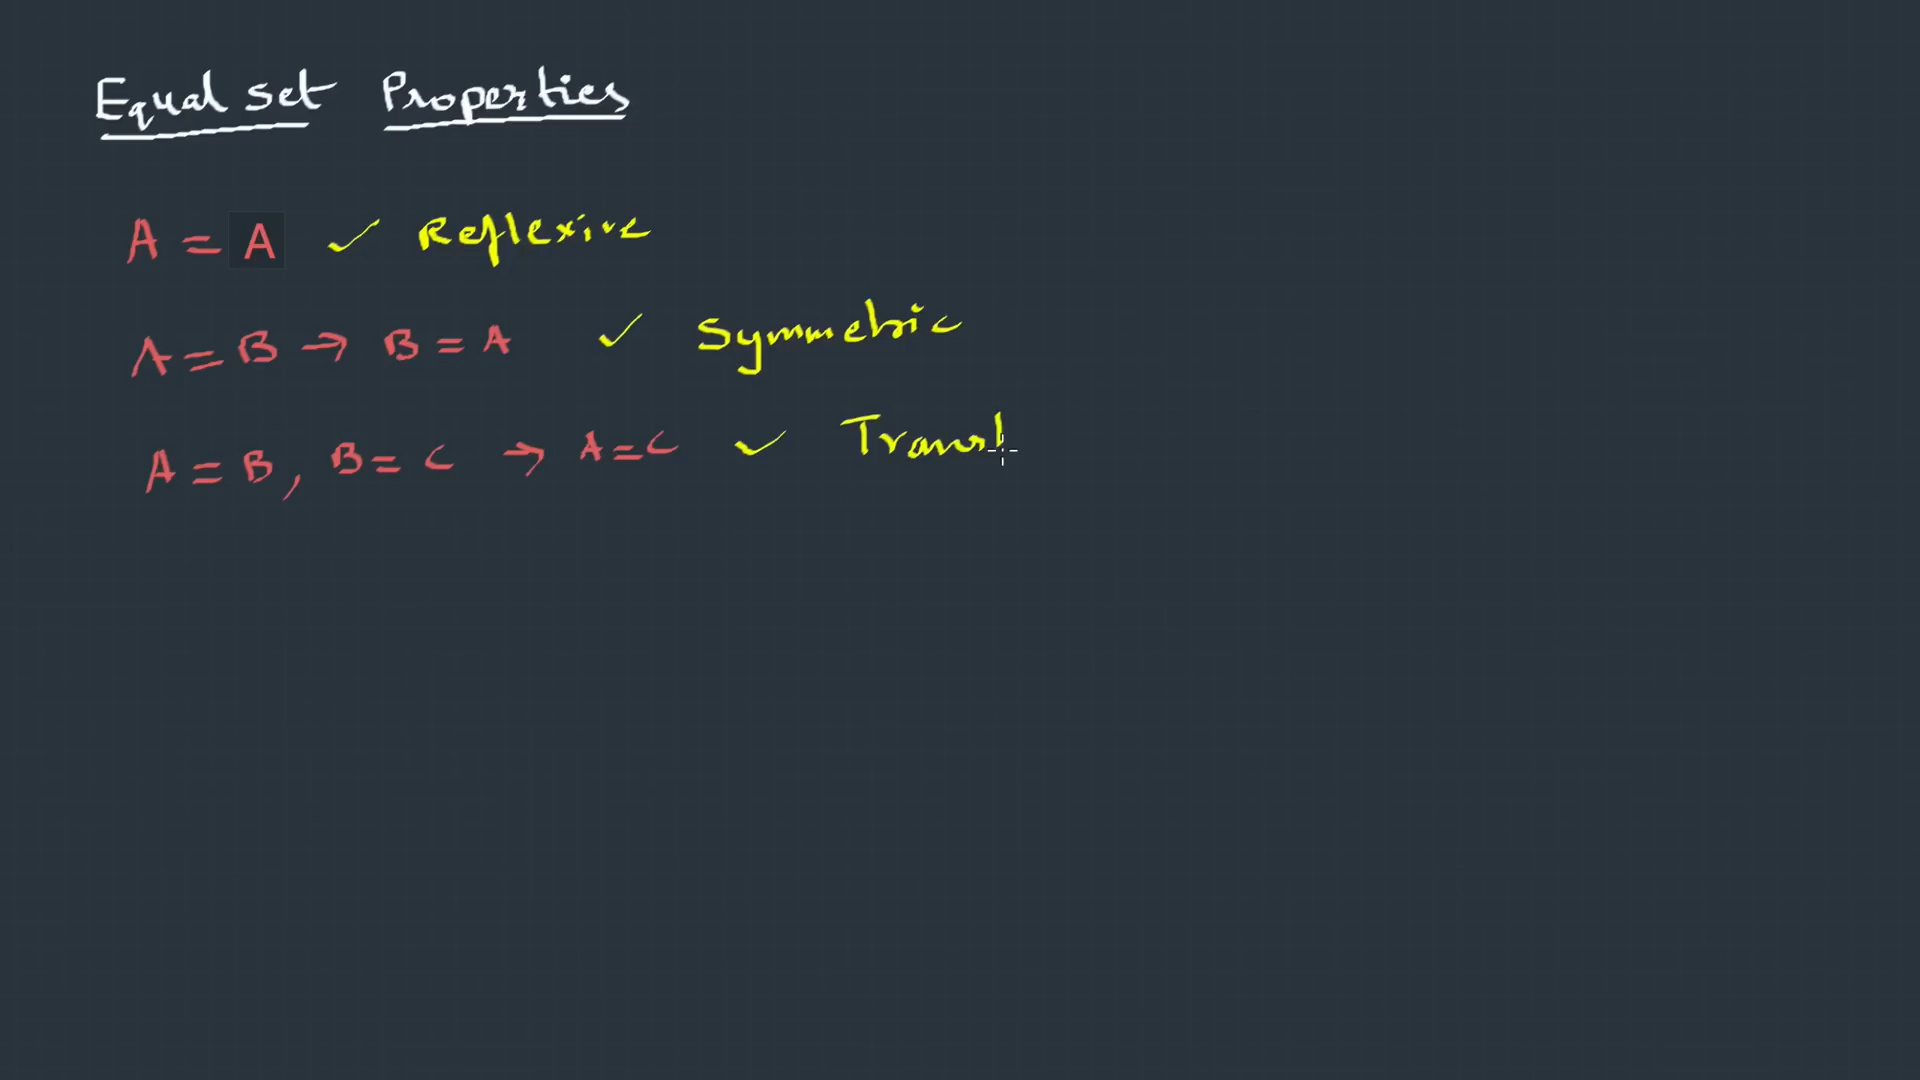 Equal set Properties
A = A ✓ Reflexive
A = B → B = A ✓ Symmetric
A = B, B = C → A = C ✓